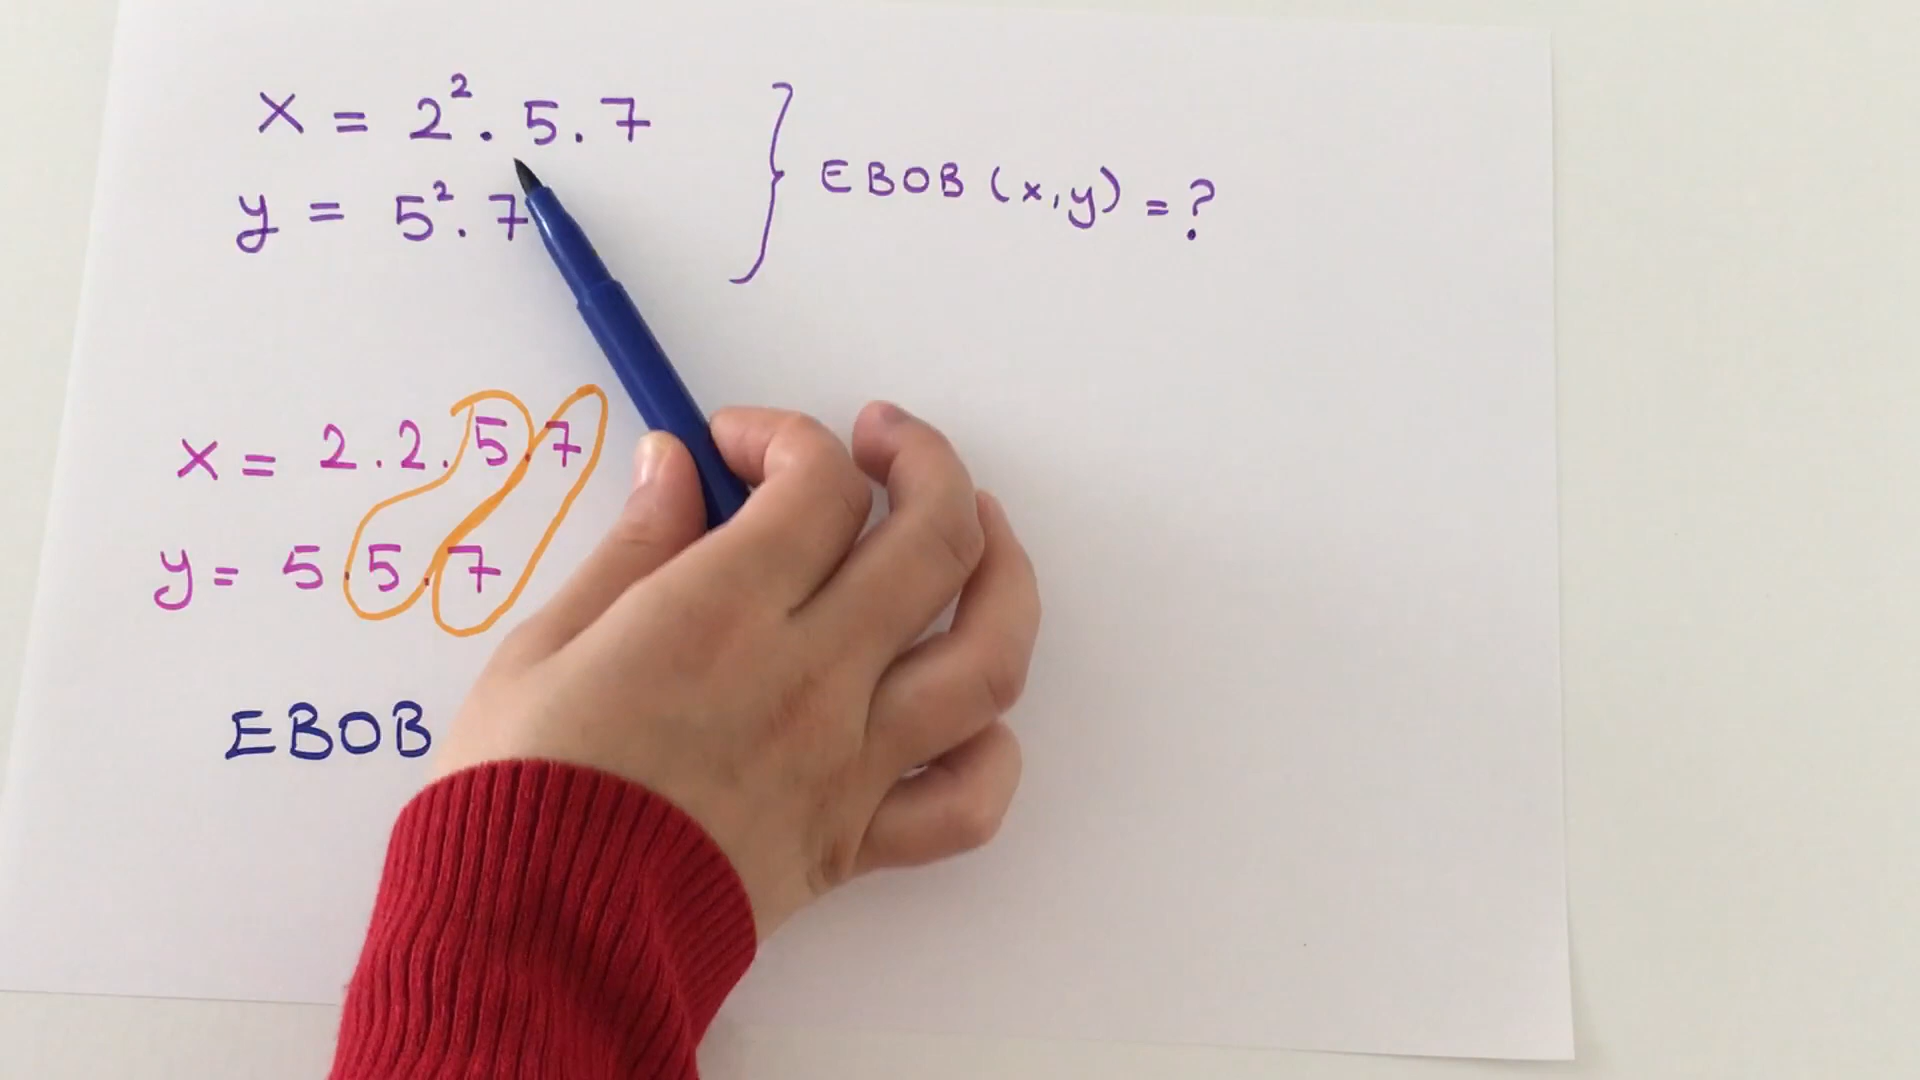 x = 2². 5. 7
y = 5². 7
} EBOB (x,y) = ?
x = 2.2.5.7
y = 5.5.7
EBOB